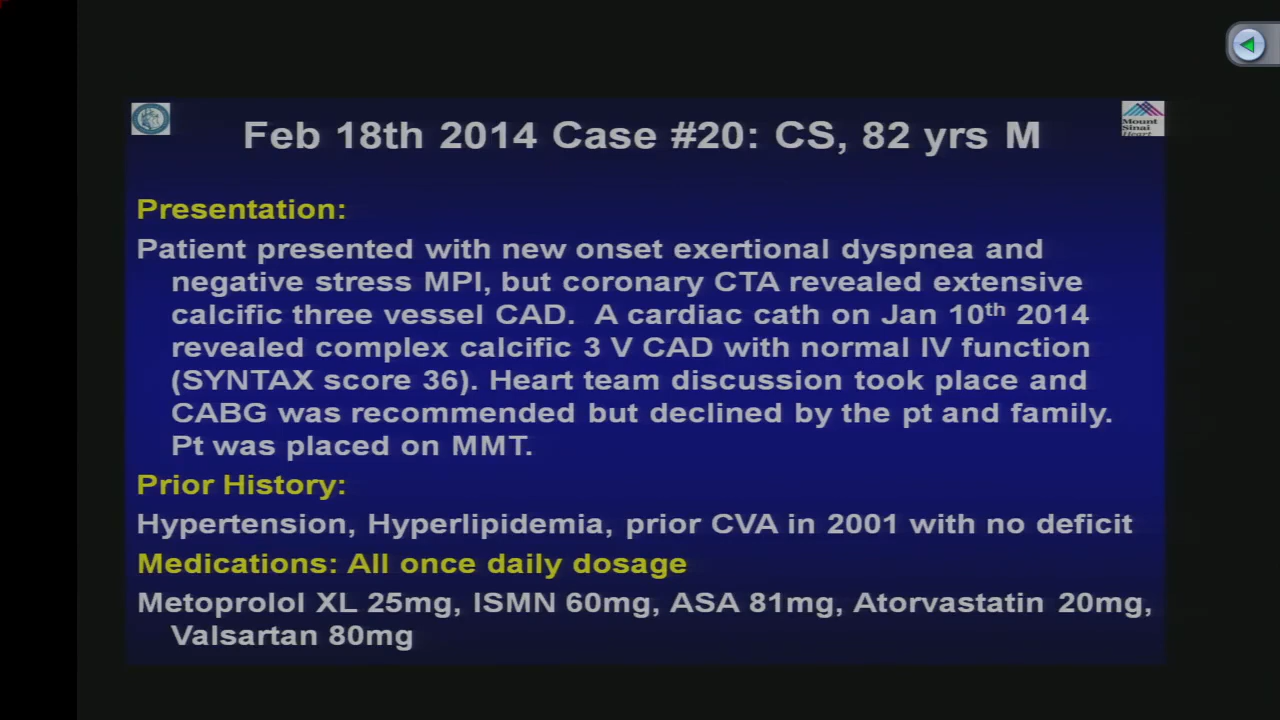 Feb 18th 2014 Case #20: CS, 82 yrs M
Mount
Sinai
Heart
Presentation:
Patient presented with new onset exertional dyspnea and
negative stress MPI, but coronary CTA revealed extensive
calcific three vessel CAD. A cardiac cath on Jan 10th 2014
revealed complex calcific 3 V CAD with normal lV function
(SYNTAX score 36). Heart team discussion took place and
CABG was recommended but declined by the pt and family.
Pt was placed on MMT.
Prior History:
Hypertension, Hyperlipidemia, prior CVA in 2001 with no deficit
Medications: All once daily dosage
Metoprolol XL 25mg, ISMN 60mg, ASA 81mg, Atorvastatin 20mg,
Valsartan 80mg